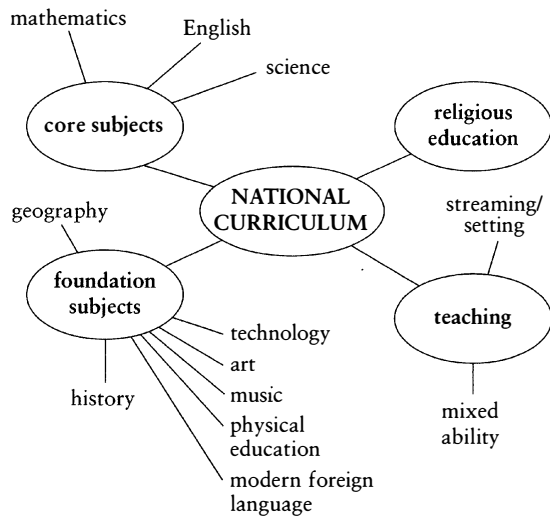 mathematics
English
science
core subjects
religious
education
NATIONAL
CURRICULUM
geography
streaming/
setting
foundation
subjects
teaching
technology
art
history
music
physical
education
mixed
ability
modern foreign
language